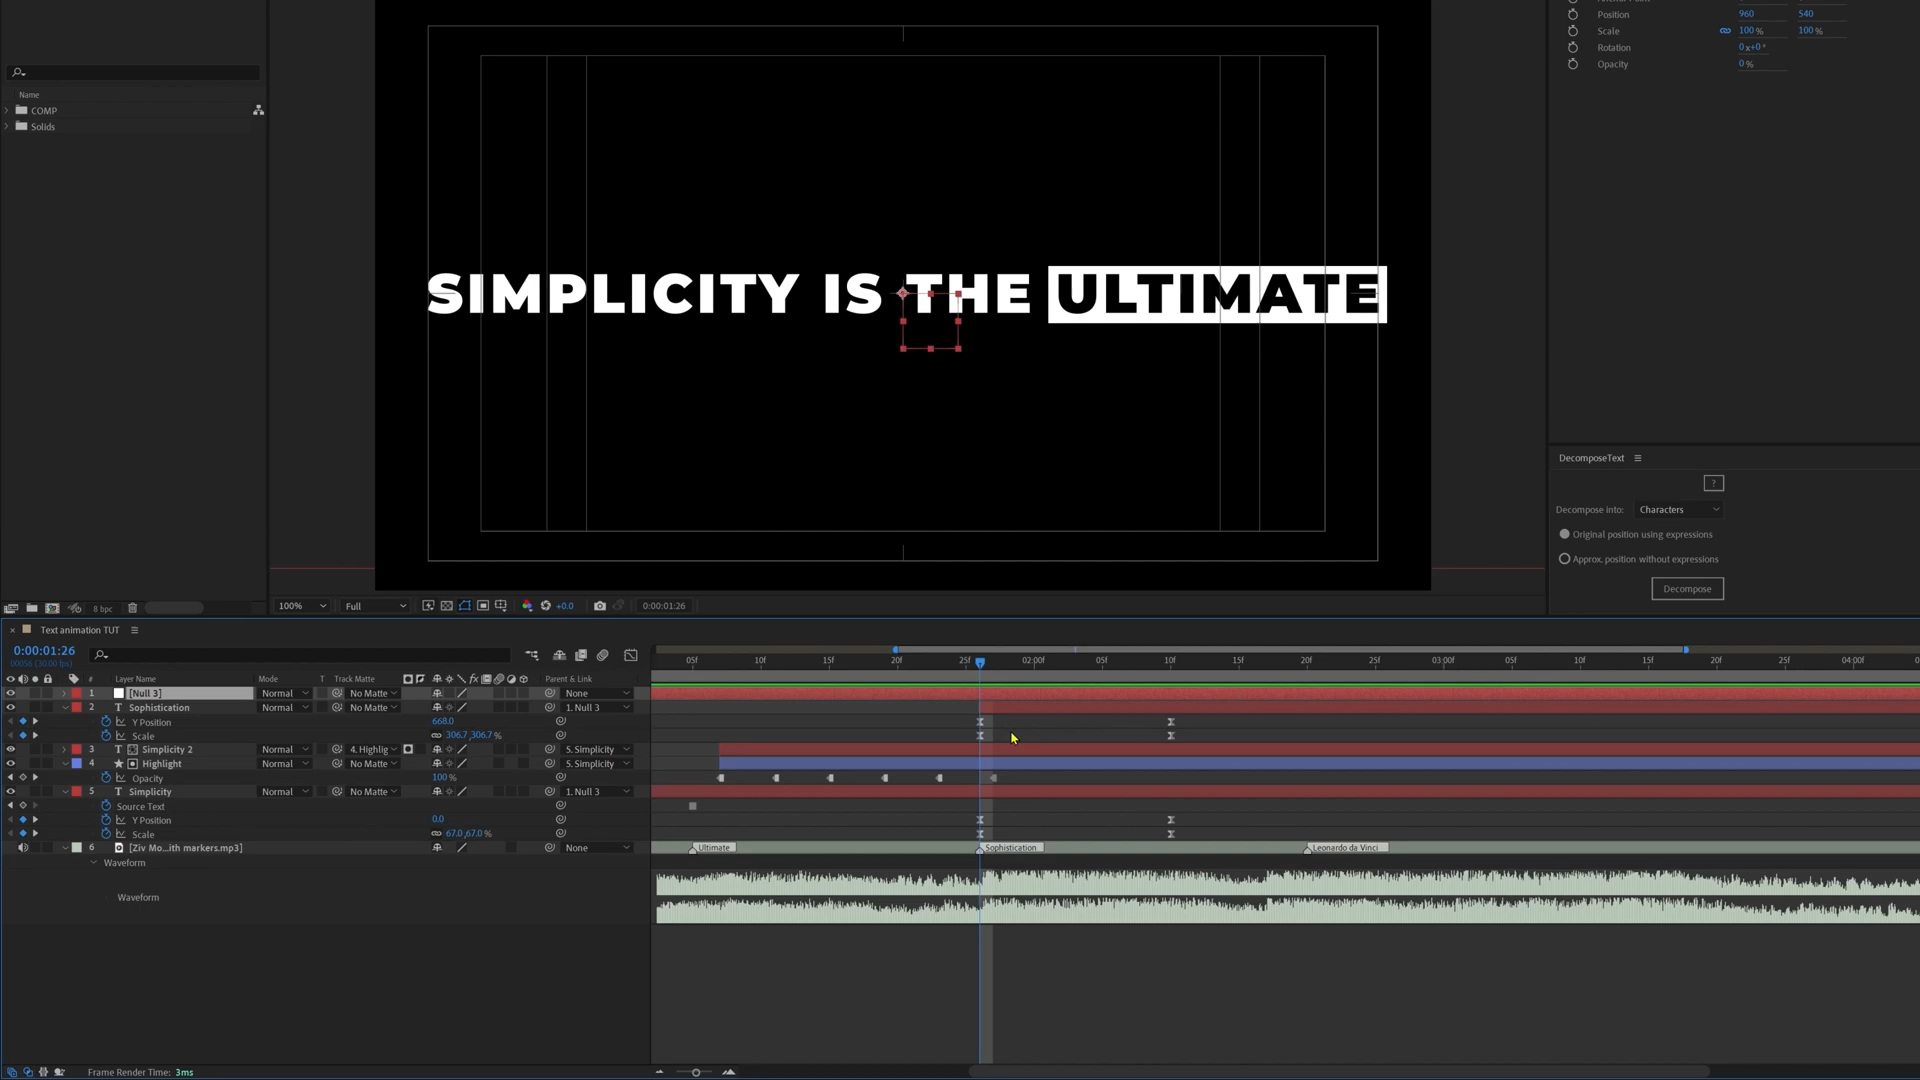 Position 960 540
Scale 100 % 100 %
Rotation 0 x+0 °
Opacity 0 %
Name
COMP
Solids
SIMPLICITY IS THE ULTIMATE
DecomposeText
?
Decompose into: Characters
Original position using expressions
Approx. position without expressions
Decompose
8 bpc
100% Full +0.0 0:00:01:26
Text animation TUT
0:00:01:26
00056 (30.00 fps)
05f 10f 15f 20f 25f 02:00f 05f 10f 15f 20f 25f 03:00f 05f 10f 15f 20f 25f 04:00f
# Layer Name Mode T Track Matte fx Parent & Link
1 [Null 3] Normal No Matte None
2 T Sophistication Normal No Matte 1. Null 3
Y Position 668.0
Scale 306.7,306.7 %
3 T Simplicity 2 Normal 4. Highlig 5. Simplicity
4 Highlight Normal No Matte 5. Simplicity
Opacity 100 %
5 T Simplicity Normal No Matte 1. Null 3
Source Text
Y Position 0.0
Scale 67.0,67.0 %
6 [Ziv Mo...ith markers.mp3] No Matte None
Ultimate Sophistication Leonardo da Vinci
Waveform
Waveform
Frame Render Time: 3ms